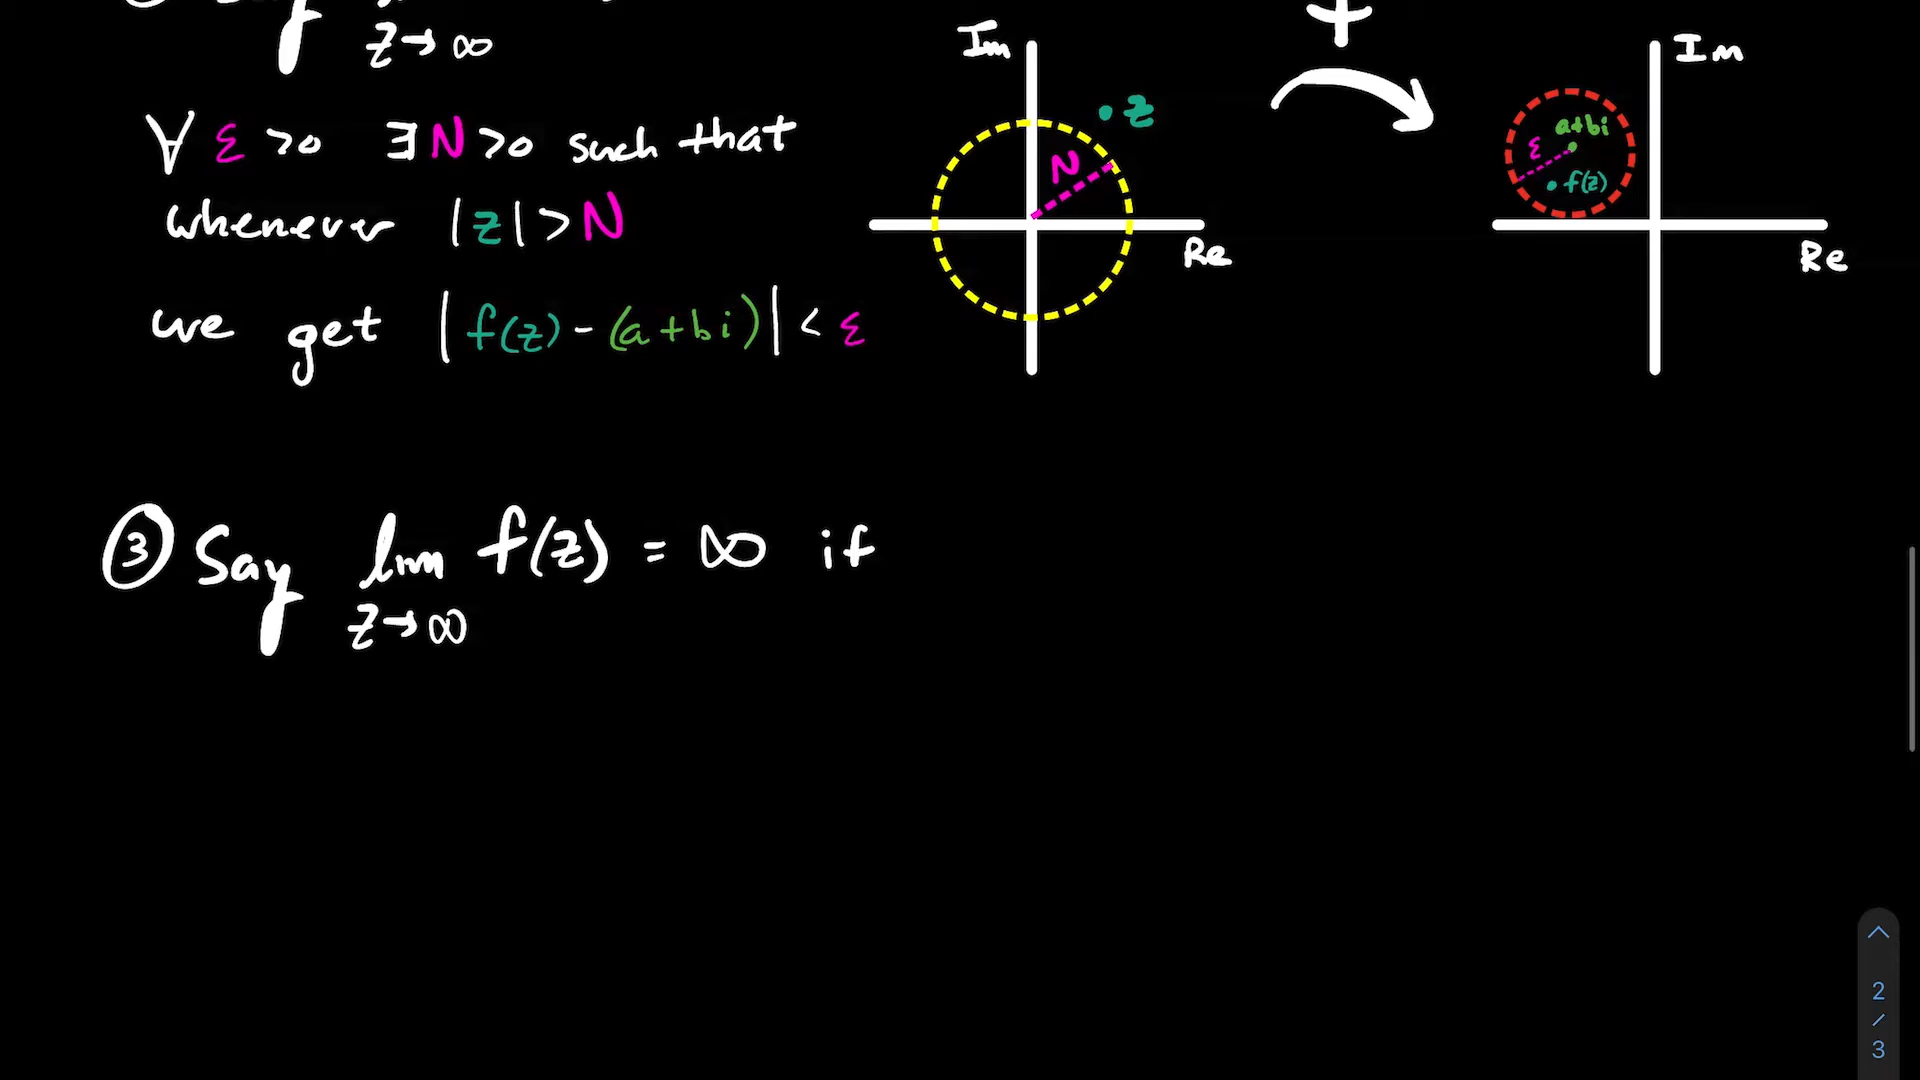 z→∞
∀ ε >0 ∃ N >0 such that
whenever |z| > N
we get |f(z) - (a+bi)| < ε
Im
z
N
Re
Im
a+bi
ε
f(z)
Re
③ Say lim f(z) = ∞ if
z→∞
2
/
3